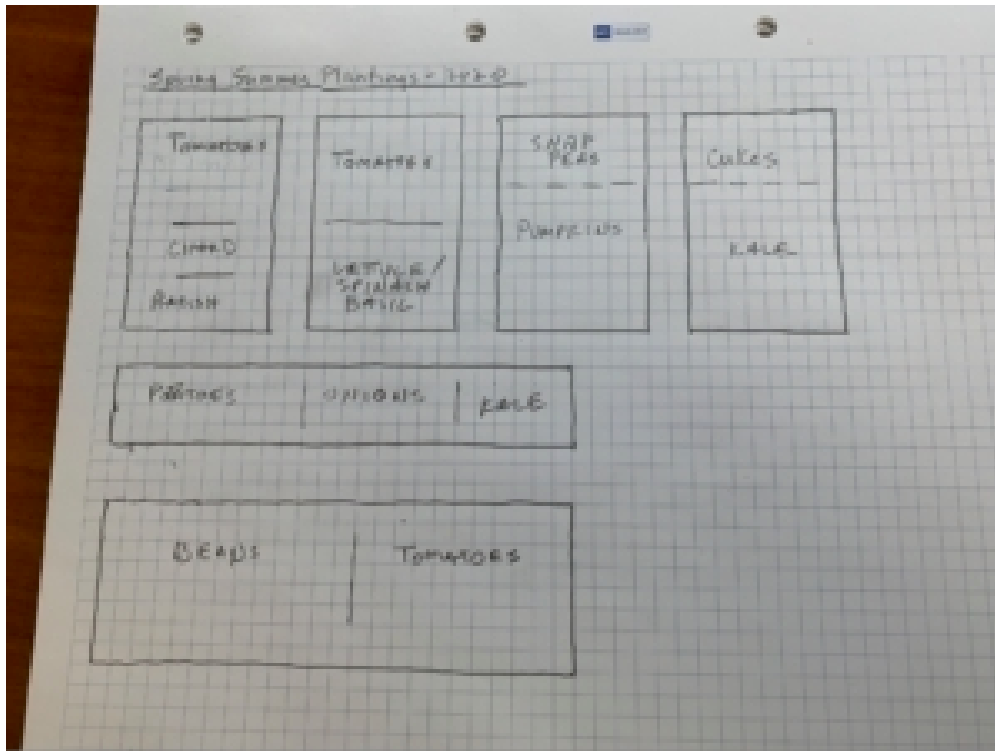 Spring Summer Plantings -
Tomatoes
CHARD
RADISH
TOMATOES
LETTUCE /
SPINACH
BASIL
SNAP
PEAS
PUMPKINS
CUKES
KALE
POTATOES
ONIONS
KALE
BEANS
TOMATOES